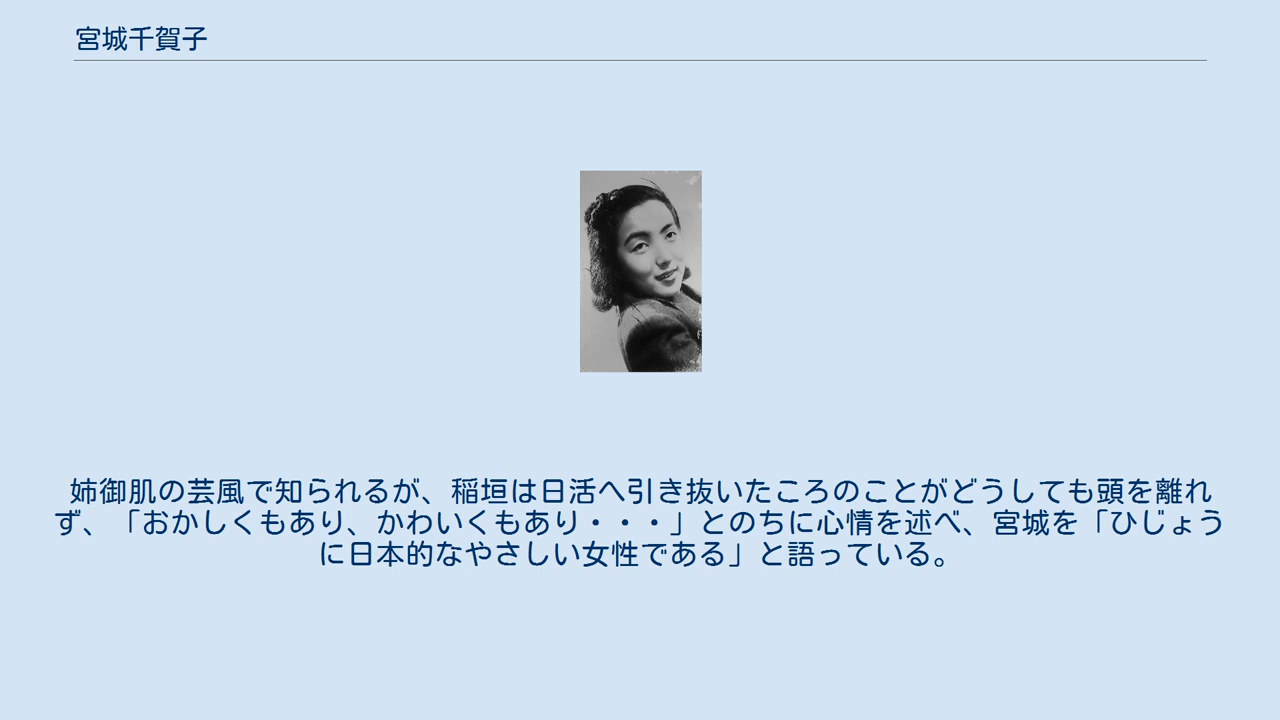 宮城千賀子
姉御肌の芸風で知られるが、稲垣は日活へ引き抜いたころのことがどうしても頭を離れ
ず、「おかしくもあり、かわいくもあり・・・」とのちに心情を述べ、宮城を「ひじょう
に日本的なやさしい女性である」と語っている。